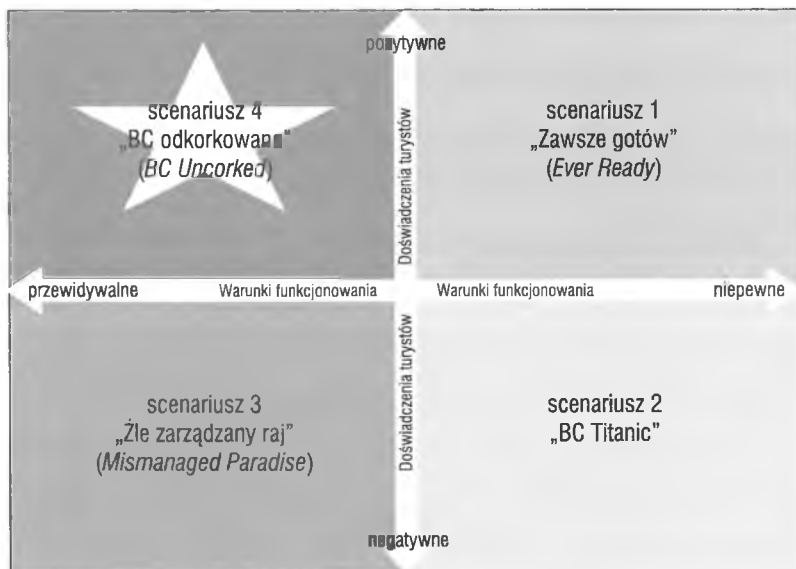 pozytywne
scenariusz 4
„BC odkorkowane”
(BC Uncorked)
Doświadczenia turystów
scenariusz 1
„Zawsze gotów”
(Ever Ready)
przewidywalne
Warunki funkcjonowania
Warunki funkcjonowania
niepewne
scenariusz 3
„Źle zarządzany raj”
(Mismanaged Paradise)
Doświadczenia turystów
scenariusz 2
„BC Titanic”
negatywne